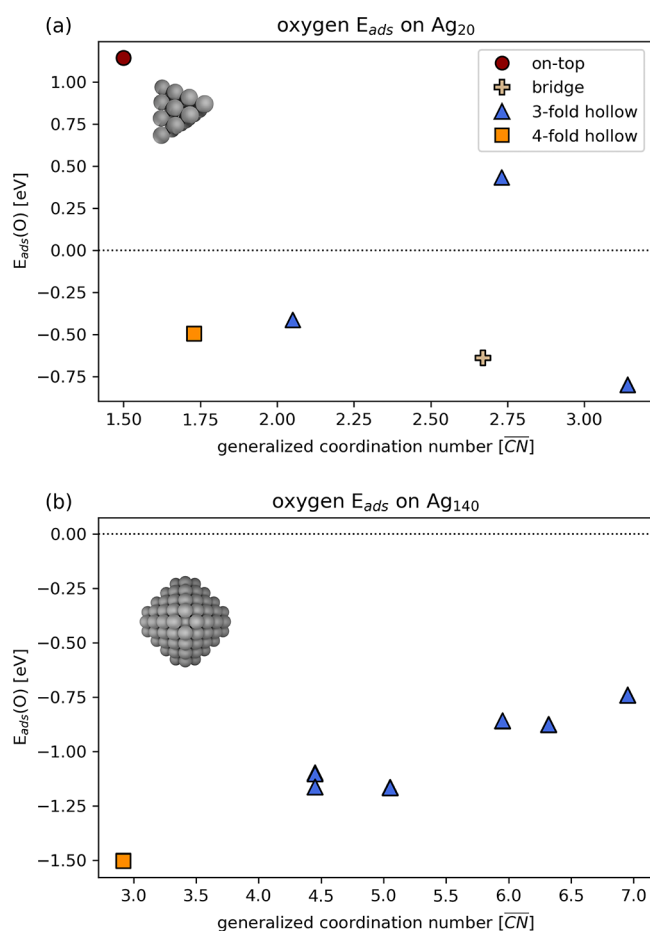 (a)
oxygen E_ads on Ag₂₀
on-top
bridge
3-fold hollow
4-fold hollow
E_ads(O) [eV]
1.00
0.75
0.50
0.25
0.00
−0.25
−0.50
−0.75
1.50 1.75 2.00 2.25 2.50 2.75 3.00
generalized coordination number [C̅N̅]
(b)
oxygen E_ads on Ag₁₄₀
E_ads(O) [eV]
0.00
−0.25
−0.50
−0.75
−1.00
−1.25
−1.50
3.0 3.5 4.0 4.5 5.0 5.5 6.0 6.5 7.0
generalized coordination number [C̅N̅]